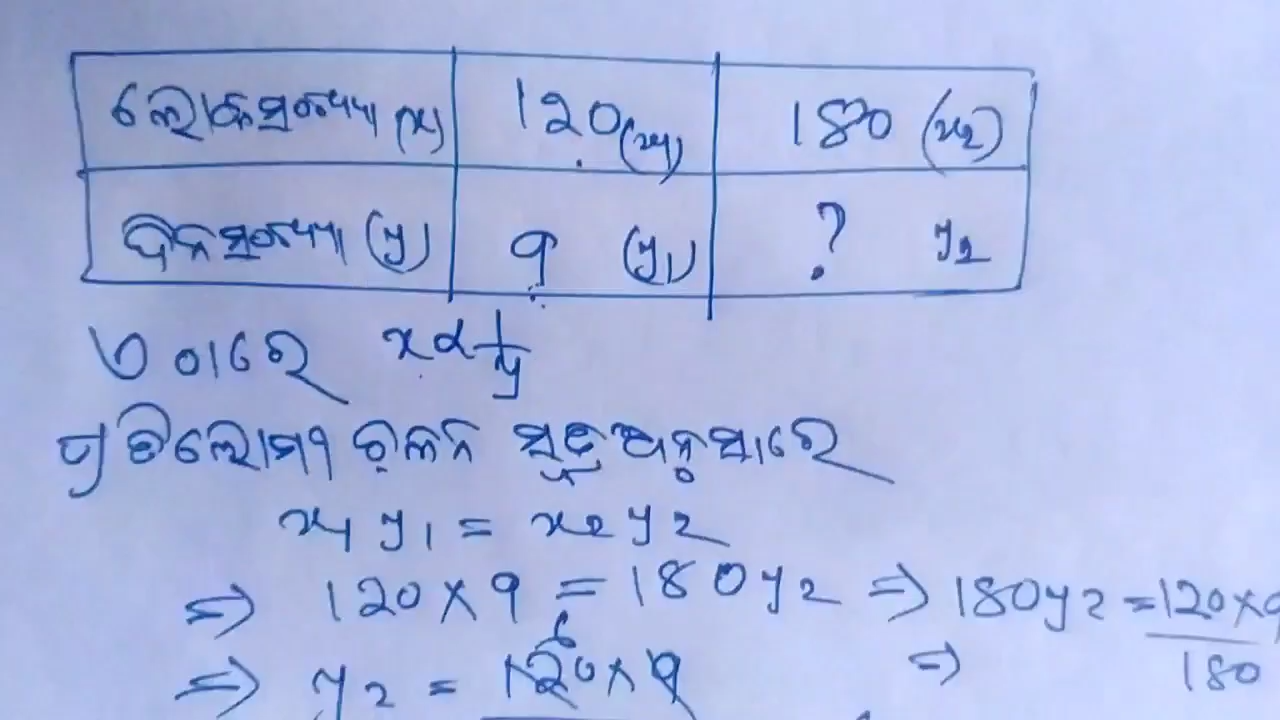 ଲୋକସଂଖ୍ୟା (x) 120 (x1) 180 (x2)
ଦିନସଂଖ୍ୟା (y) 9 (y1) ? y2
ଏଠାରେ x α 1/y
ପ୍ରତିଲୋମୀ ଚଳନ ସୂତ୍ର ଅନୁସାରେ
x1 y1 = x2 y2
⇒ 120 × 9 = 180 y2 ⇒ 180 y2 = 120 × 9
⇒ 180
⇒ y2 = 120 × 9
6